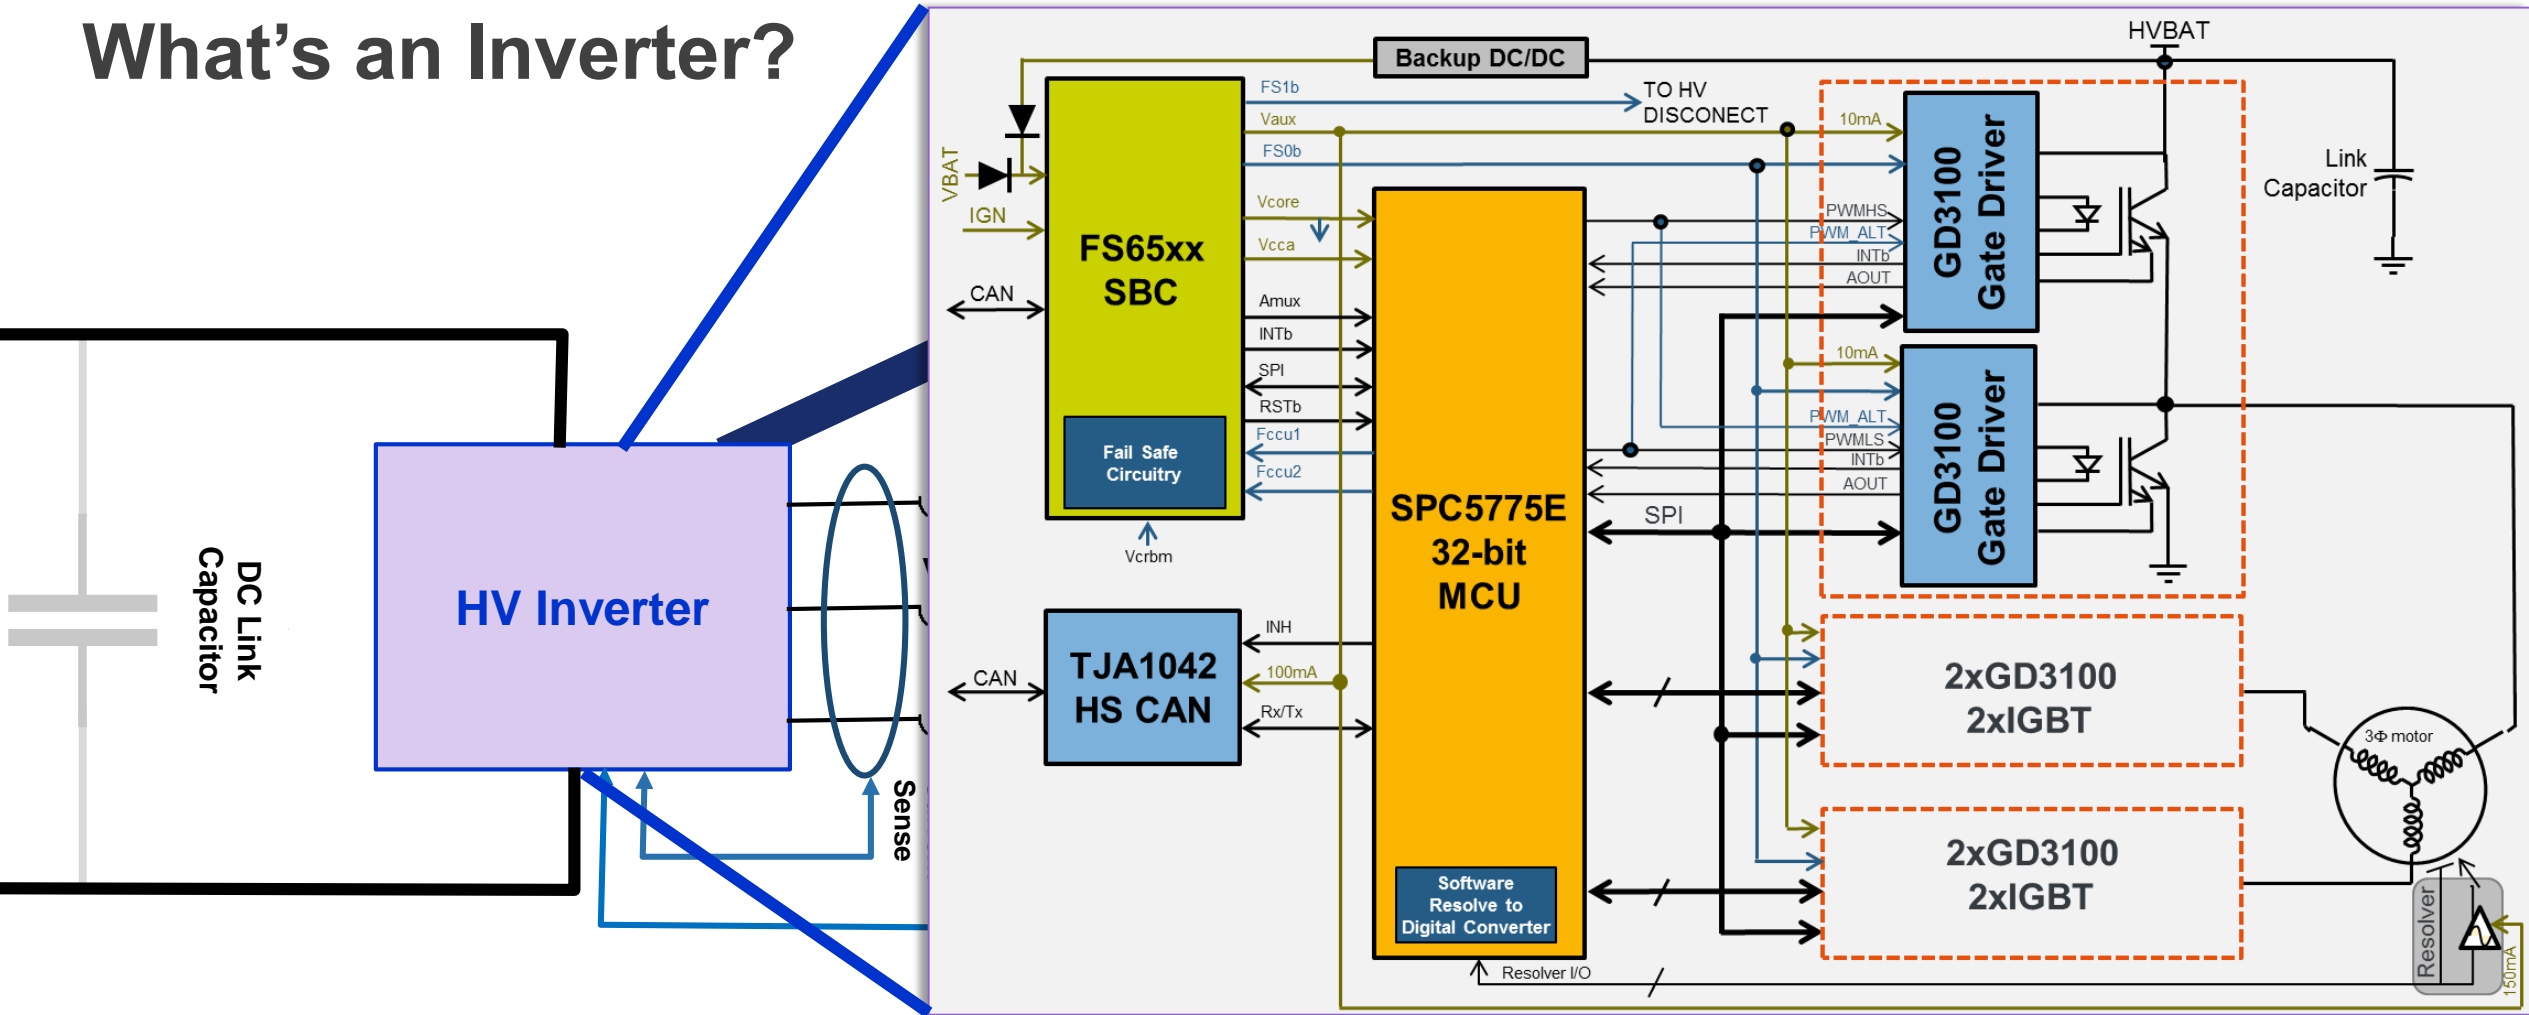 What's an Inverter?
DC Link
Capacitor
HV Inverter
Sense
Backup DC/DC
HVBAT
FS1b
TO HV
DISCONECT
Vaux
FS0b
VBAT
IGN
CAN
FS65xx
SBC
Fail Safe
Circuitry
Vcrbm
Vcore
Vcca
Amux
INTb
SPI
RSTb
Fccu1
Fccu2
SPC5775E
32-bit
MCU
Software
Resolve to
Digital Converter
Resolver I/O
CAN
TJA1042
HS CAN
INH
100mA
Rx/Tx
10mA
PWMHS
PWM_ALT
INTb
AOUT
GD3100
Gate Driver
Link
Capacitor
10mA
PWM_ALT
PWMLS
INTb
AOUT
SPI
GD3100
Gate Driver
2xGD3100
2xIGBT
2xGD3100
2xIGBT
3Φ motor
Resolver
150mA